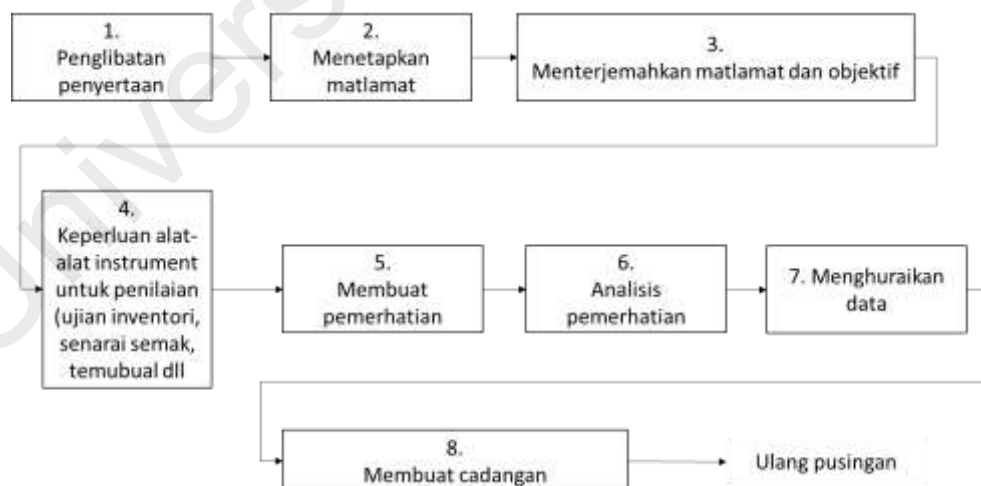 1.
Penglibatan
penyertaan
2.
Menetapkan
matlamat
3.
Menterjemahkan matlamat dan objektif
4.
Keperluan alat-
alat instrument
untuk penilaian
(ujian inventori,
senarai semak,
temubual dll
5.
Membuat
pemerhatian
6.
Analisis
pemerhatian
7. Menghuraikan
data
8.
Membuat cadangan
Ulang pusingan